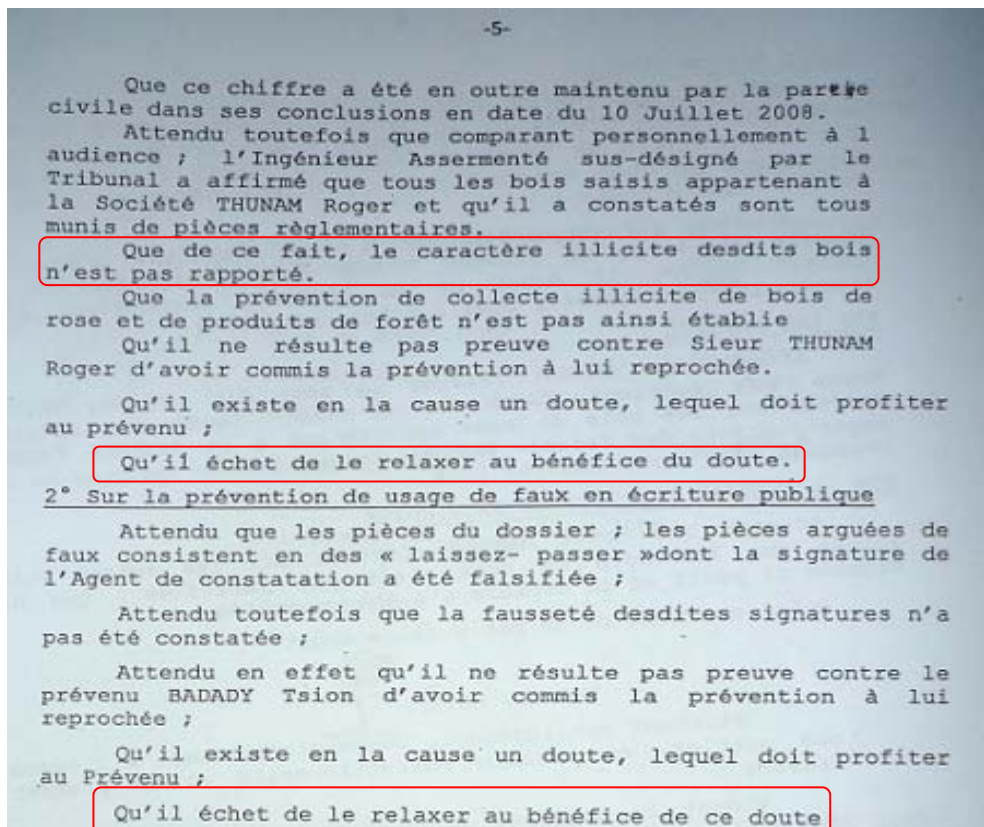 -5-
Que ce chiffre a été en outre maintenu par la partie
civile dans ses conclusions en date du 10 Juillet 2008.
Attendu toutefois que comparant personnellement à l
audience ; l'Ingénieur Assermenté sus-désigné par le
Tribunal a affirmé que tous les bois saisis appartenant à
la Société THUNAM Roger et qu'il a constatés sont tous
munis de pièces règlementaires.
Que de ce fait, le caractère illicite desdits bois
n'est pas rapporté.
Que la prévention de collecte illicite de bois de
rose et de produits de forêt n'est pas ainsi établie
Qu'il ne résulte pas preuve contre Sieur THUNAM
Roger d'avoir commis la prévention à lui reprochée.
Qu'il existe en la cause un doute, lequel doit profiter
au prévenu ;
Qu'il échet de le relaxer au bénéfice du doute.
2° Sur la prévention de usage de faux en écriture publique
Attendu que les pièces du dossier ; les pièces arguées de
faux consistent en des « laissez- passer »dont la signature de
l'Agent de constatation a été falsifiée ;
Attendu toutefois que la fausseté desdites signatures n'a
pas été constatée ;
Attendu en effet qu'il ne résulte pas preuve contre le
prévenu BADADY Tsion d'avoir commis la prévention à lui
reprochée ;
Qu'il existe en la cause un doute, lequel doit profiter
au Prévenu ;
Qu'il échet de le relaxer au bénéfice de ce doute